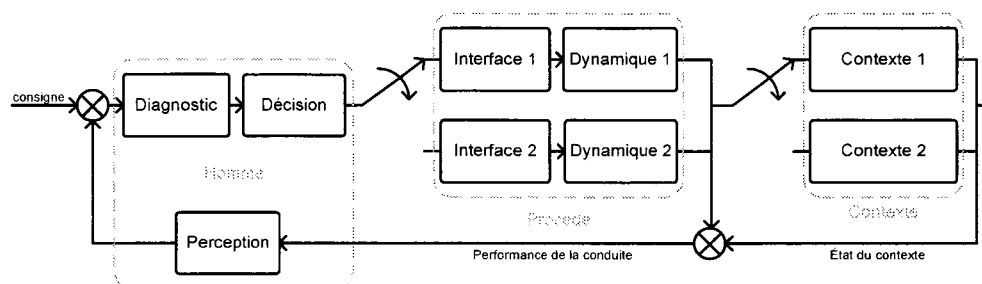 Interface 1
Dynamique 1
Contexte 1
consigne
Diagnostic
Décision
Interface 2
Dynamique 2
Contexte 2
Homme
Procede
Contexte
Perception
Performance de la conduite
État du contexte